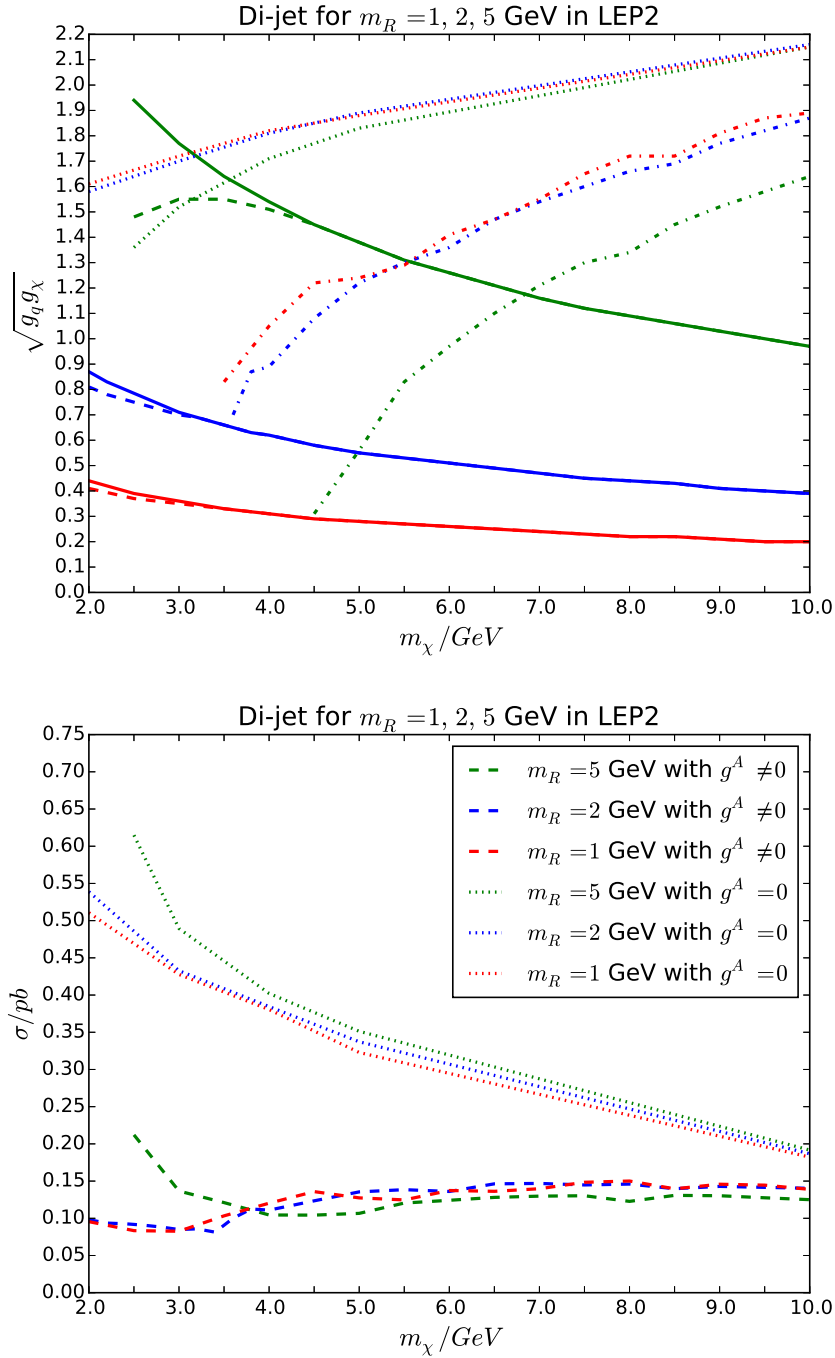 Di-jet for $m_R = 1, 2, 5$ GeV in LEP2
2.2
2.1
2.0
1.9
1.8
1.7
1.6
1.5
1.4
1.3
1.2
1.1
1.0
0.9
0.8
0.7
0.6
0.5
0.4
0.3
0.2
0.1
0.0
$\sqrt{g_q g_\chi}$
2.0 3.0 4.0 5.0 6.0 7.0 8.0 9.0 10.0
$m_\chi/GeV$
Di-jet for $m_R = 1, 2, 5$ GeV in LEP2
0.75
0.70
0.65
0.60
0.55
0.50
0.45
0.40
0.35
0.30
0.25
0.20
0.15
0.10
0.05
0.00
$\sigma/pb$
$m_R = 5$ GeV with $g^A \neq 0$
$m_R = 2$ GeV with $g^A \neq 0$
$m_R = 1$ GeV with $g^A \neq 0$
$m_R = 5$ GeV with $g^A = 0$
$m_R = 2$ GeV with $g^A = 0$
$m_R = 1$ GeV with $g^A = 0$
2.0 3.0 4.0 5.0 6.0 7.0 8.0 9.0 10.0
$m_\chi/GeV$